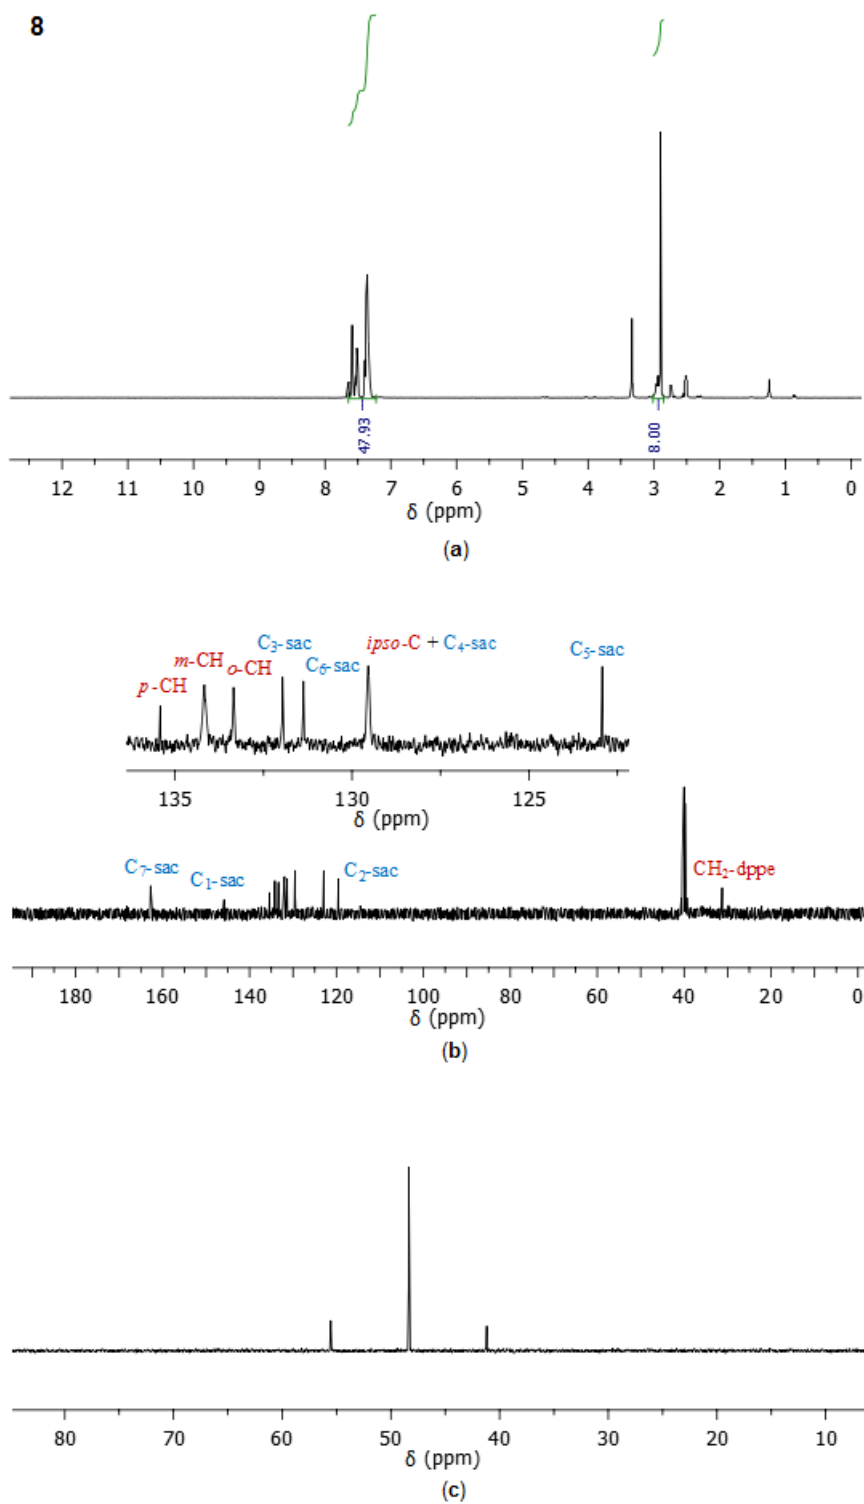 8
47.93
8.00
12 11 10 9 8 7 6 5 4 3 2 1 0
δ (ppm)
(a)
p-CH m-CH o-CH C₃-sac C₆-sac ipso-C + C₄-sac C₅-sac
135 130 125
δ (ppm)
C₇-sac C₁-sac C₂-sac CH₂-dppe
180 160 140 120 100 80 60 40 20 0
δ (ppm)
(b)
80 70 60 50 40 30 20 10
δ (ppm)
(c)